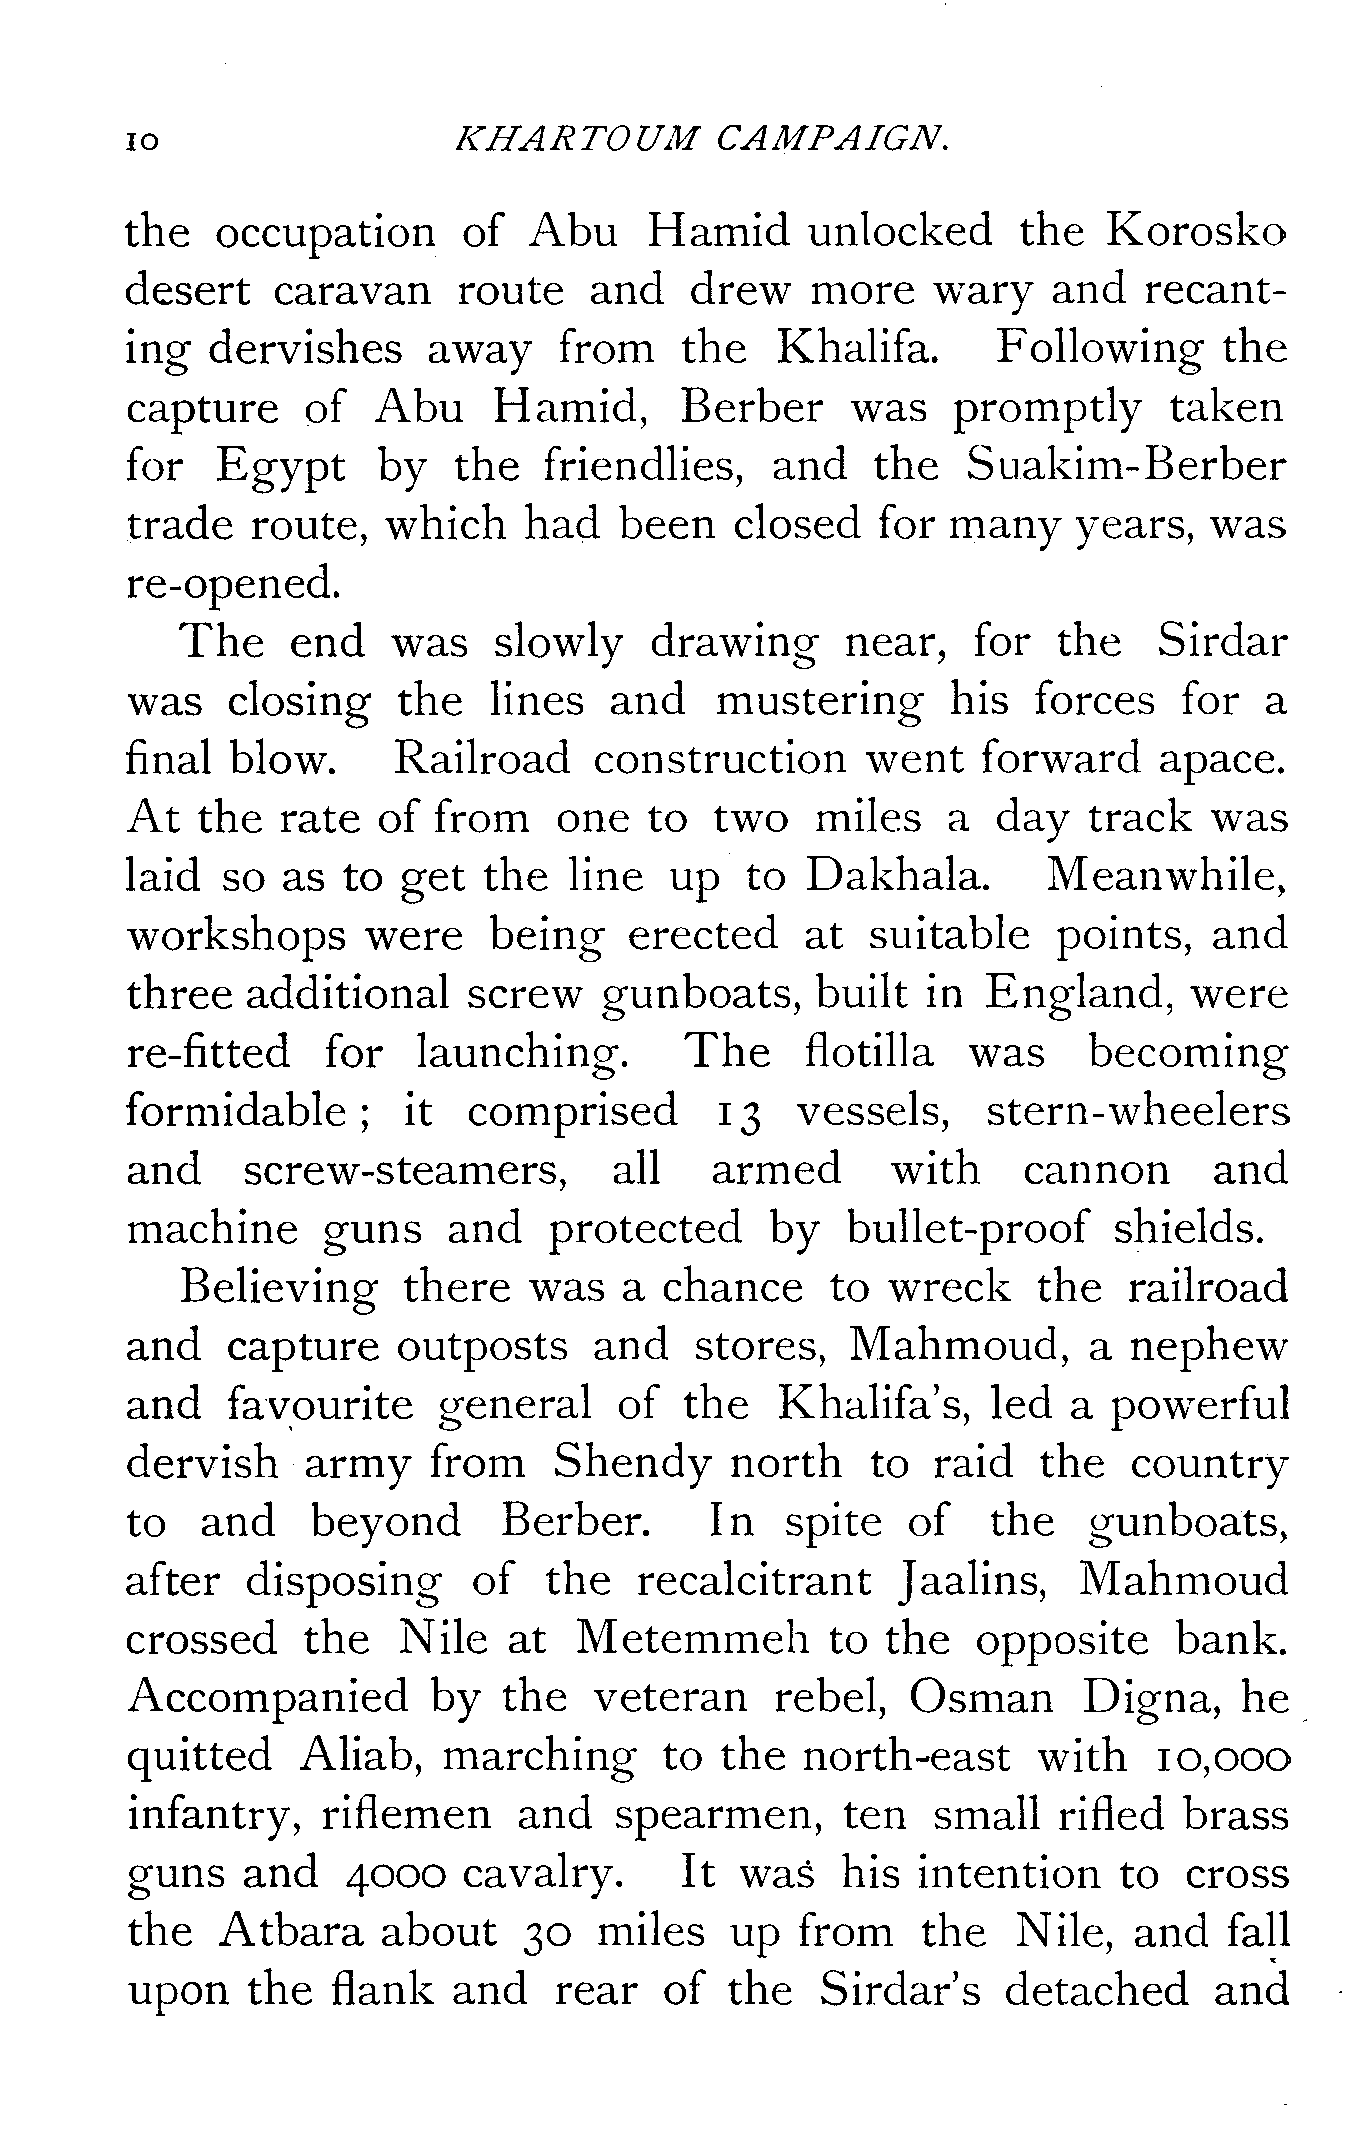 10 KHARTOUM CAMPAIGN.
the occupation of Abu Hamid unlocked the Korosko
desert caravan route and drew more wary and recant-
ing dervishes away from the Khalifa. Following the
capture of Abu Hamid, Berber was promptly taken
for Egypt by the friendlies, and the Suakim-Berber
trade route, which had been closed for many years, was
re-opened.
The end was slowly drawing near, for the Sirdar
was closing the lines and mustering his forces for a
final blow. Railroad construction went forward apace.
At the rate of from one to two miles a day track was
laid so as to get the line up to Dakhala. Meanwhile,
workshops were being erected at suitable points, and
three additional screw gunboats, built in England, were
re-fitted for launching. The flotilla was becoming
formidable ; it comprised 13 vessels, stern-wheelers
and screw-steamers, all armed with cannon and
machine guns and protected by bullet-proof shields.
Believing there was a chance to wreck the railroad
and capture outposts and stores, Mahmoud, a nephew
and favourite general of the Khalifa's, led a powerful
dervish army from Shendy north to raid the country
to and beyond Berber. In spite of the gunboats,
after disposing of the recalcitrant Jaalins, Mahmoud
crossed the Nile at Metemmeh to the opposite bank.
Accompanied by the veteran rebel, Osman Digna, he
quitted Aliab, marching to the north-east with 10,000
infantry, riflemen and spearmen, ten small rifled brass
guns and 4000 cavalry. It was his intention to cross
the Atbara about 30 miles up from the Nile, and fall
upon the flank and rear of the Sirdar's detached and